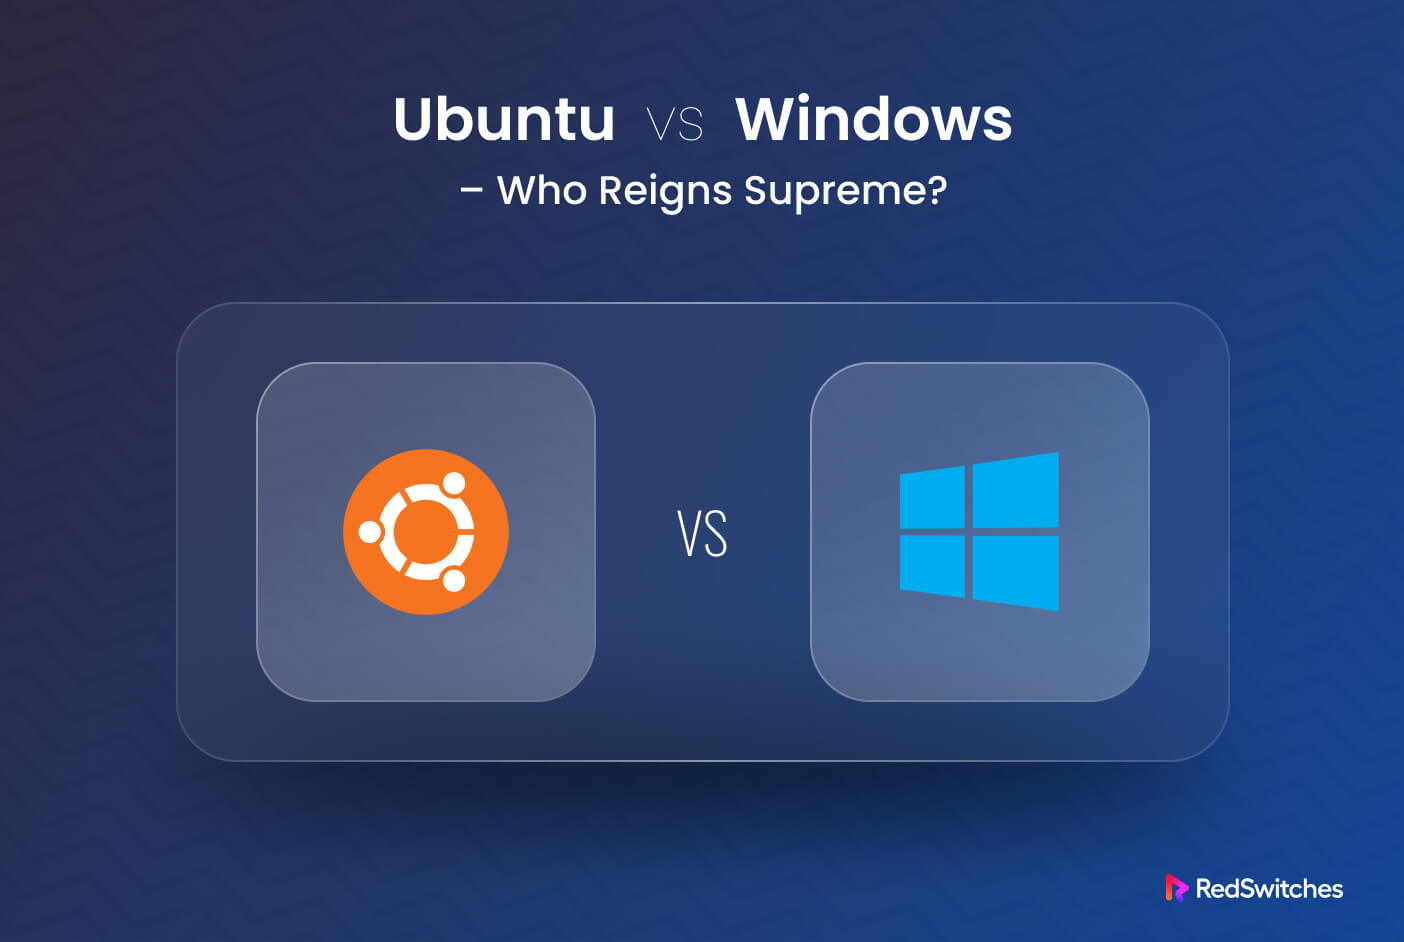 Ubuntu vs Windows
– Who Reigns Supreme?
VS
RedSwitches